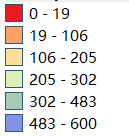 0 - 19
19 - 106
106 - 205
205 - 302
302 - 483
483 - 600